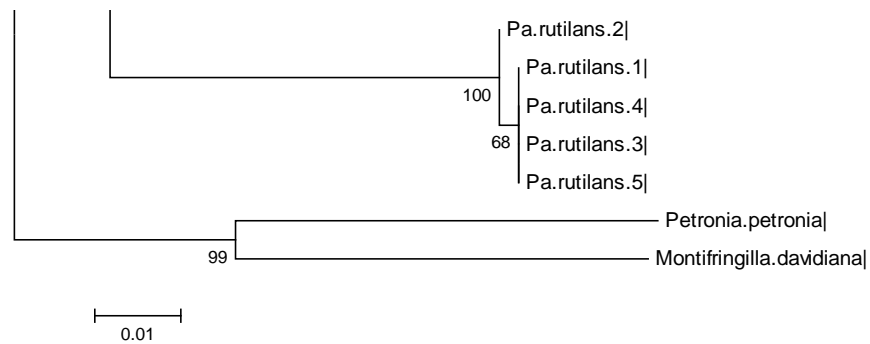 Pa.rutilans.2|
Pa.rutilans.1|
100
Pa.rutilans.4|
68 Pa.rutilans.3|
Pa.rutilans.5|
Petronia.petronia|
99
Montifringilla.davidiana|
0.01